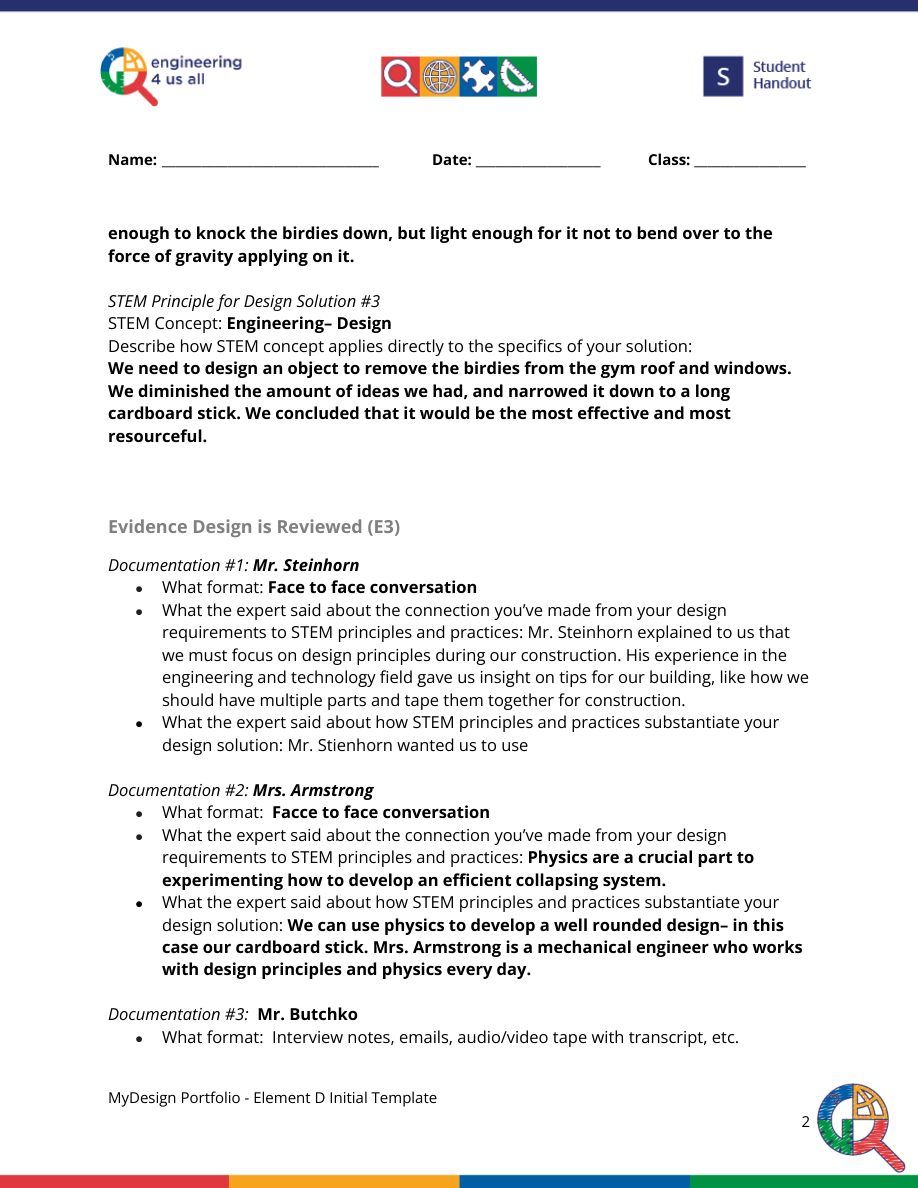 engineering
4 us all
S
Student
Handout
Name: ____________________________ Date: ________________ Class: ______________
enough to knock the birdies down, but light enough for it not to bend over to the
force of gravity applying on it.
STEM Principle for Design Solution #3
STEM Concept: Engineering– Design
Describe how STEM concept applies directly to the specifics of your solution:
We need to design an object to remove the birdies from the gym roof and windows.
We diminished the amount of ideas we had, and narrowed it down to a long
cardboard stick. We concluded that it would be the most effective and most
resourceful.
Evidence Design is Reviewed (E3)
Documentation #1: Mr. Steinhorn
● What format: Face to face conversation
● What the expert said about the connection you’ve made from your design
requirements to STEM principles and practices: Mr. Steinhorn explained to us that
we must focus on design principles during our construction. His experience in the
engineering and technology field gave us insight on tips for our building, like how we
should have multiple parts and tape them together for construction.
● What the expert said about how STEM principles and practices substantiate your
design solution: Mr. Stienhorn wanted us to use
Documentation #2: Mrs. Armstrong
● What format: Facce to face conversation
● What the expert said about the connection you’ve made from your design
requirements to STEM principles and practices: Physics are a crucial part to
experimenting how to develop an efficient collapsing system.
● What the expert said about how STEM principles and practices substantiate your
design solution: We can use physics to develop a well rounded design– in this
case our cardboard stick. Mrs. Armstrong is a mechanical engineer who works
with design principles and physics every day.
Documentation #3: Mr. Butchko
● What format: Interview notes, emails, audio/video tape with transcript, etc.
MyDesign Portfolio - Element D Initial Template
2